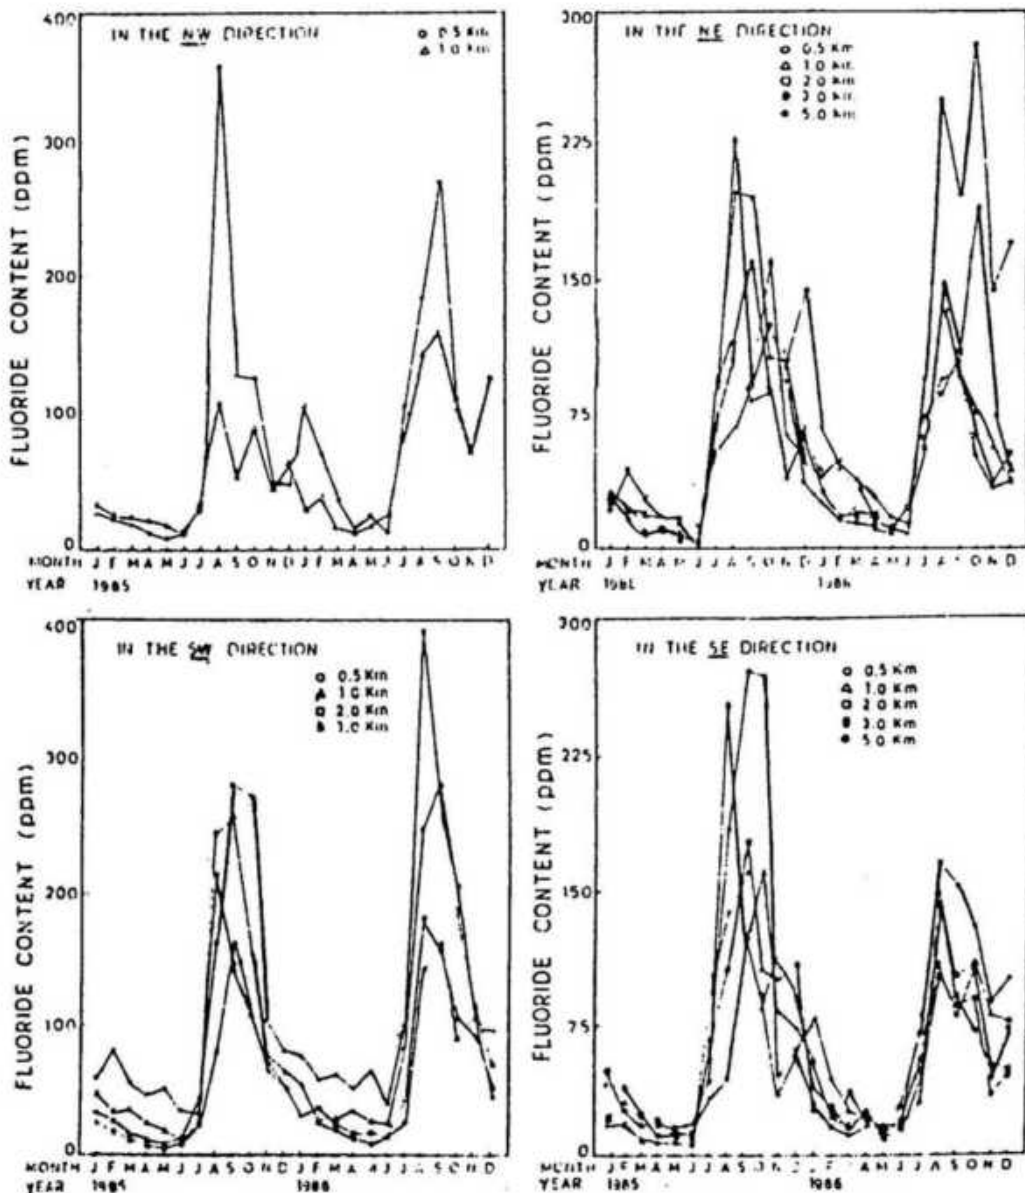 400
IN THE NW DIRECTION
0.5 Km
1.0 Km
300
200
100
0
FLUORIDE CONTENT (ppm)
MONTH J F M A M J J A S O N D J F M A M J J A S O N D
YEAR 1985
300
IN THE NE DIRECTION
0.5 Km
1.0 Km
2.0 Km
3.0 Km
5.0 Km
225
150
75
0
FLUORIDE CONTENT (ppm)
MONTH J F M A M J J A S O N D J F M A M J J A S O N D
YEAR
400
IN THE SW DIRECTION
0.5 Km
1.0 Km
2.0 Km
3.0 Km
300
200
100
0
FLUORIDE CONTENT (ppm)
MONTH J F M A M J J A S O N D J F M A M J J A S O N D
YEAR 1985 1986
300
IN THE SE DIRECTION
0.5 Km
1.0 Km
2.0 Km
3.0 Km
5.0 Km
225
150
75
0
FLUORIDE CONTENT (ppm)
MONTH J F M A M J J A S O N D J F M A M J J A S O N D
YEAR 1985 1986